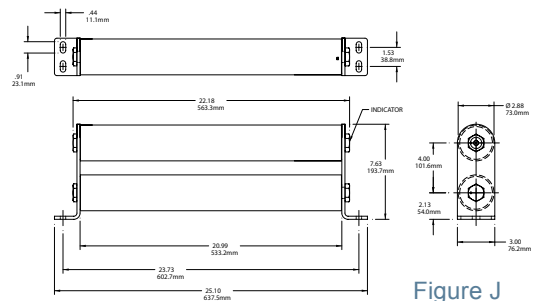 .44
11.1mm
.91
23.1mm
1.53
38.8mm
22.18
563.3mm
INDICATOR
7.63
193.7mm
Ø 2.88
73.0mm
4.00
101.6mm
2.13
54.0mm
20.99
533.2mm
3.00
76.2mm
23.73
602.7mm
25.10
637.5mm
Figure J